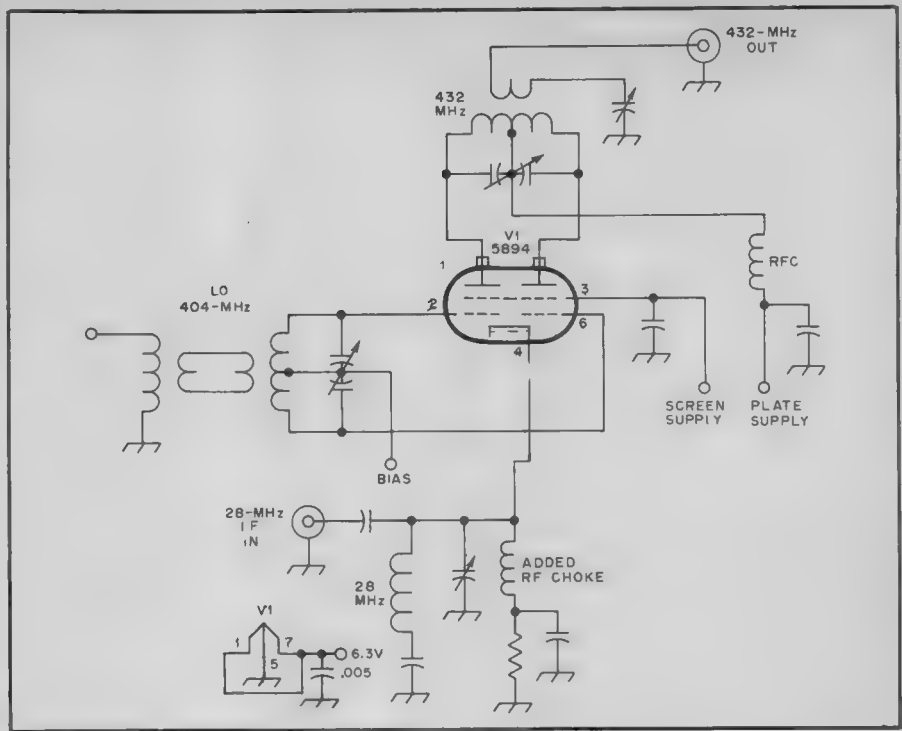 432-MHz
OUT
432
MHz
V1
5894
1
2
3
6
4
RFC
LO
404-MHz
SCREEN
SUPPLY
PLATE
SUPPLY
BIAS
28-MHz
IF
IN
28
MHz
ADDED
RF CHOKE
V1
1
7
5
6.3V
.005